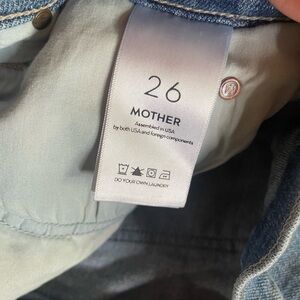 26
MOTHER
Assembled in USA
by both USA and foreign components
DO YOUR OWN LAUNDRY